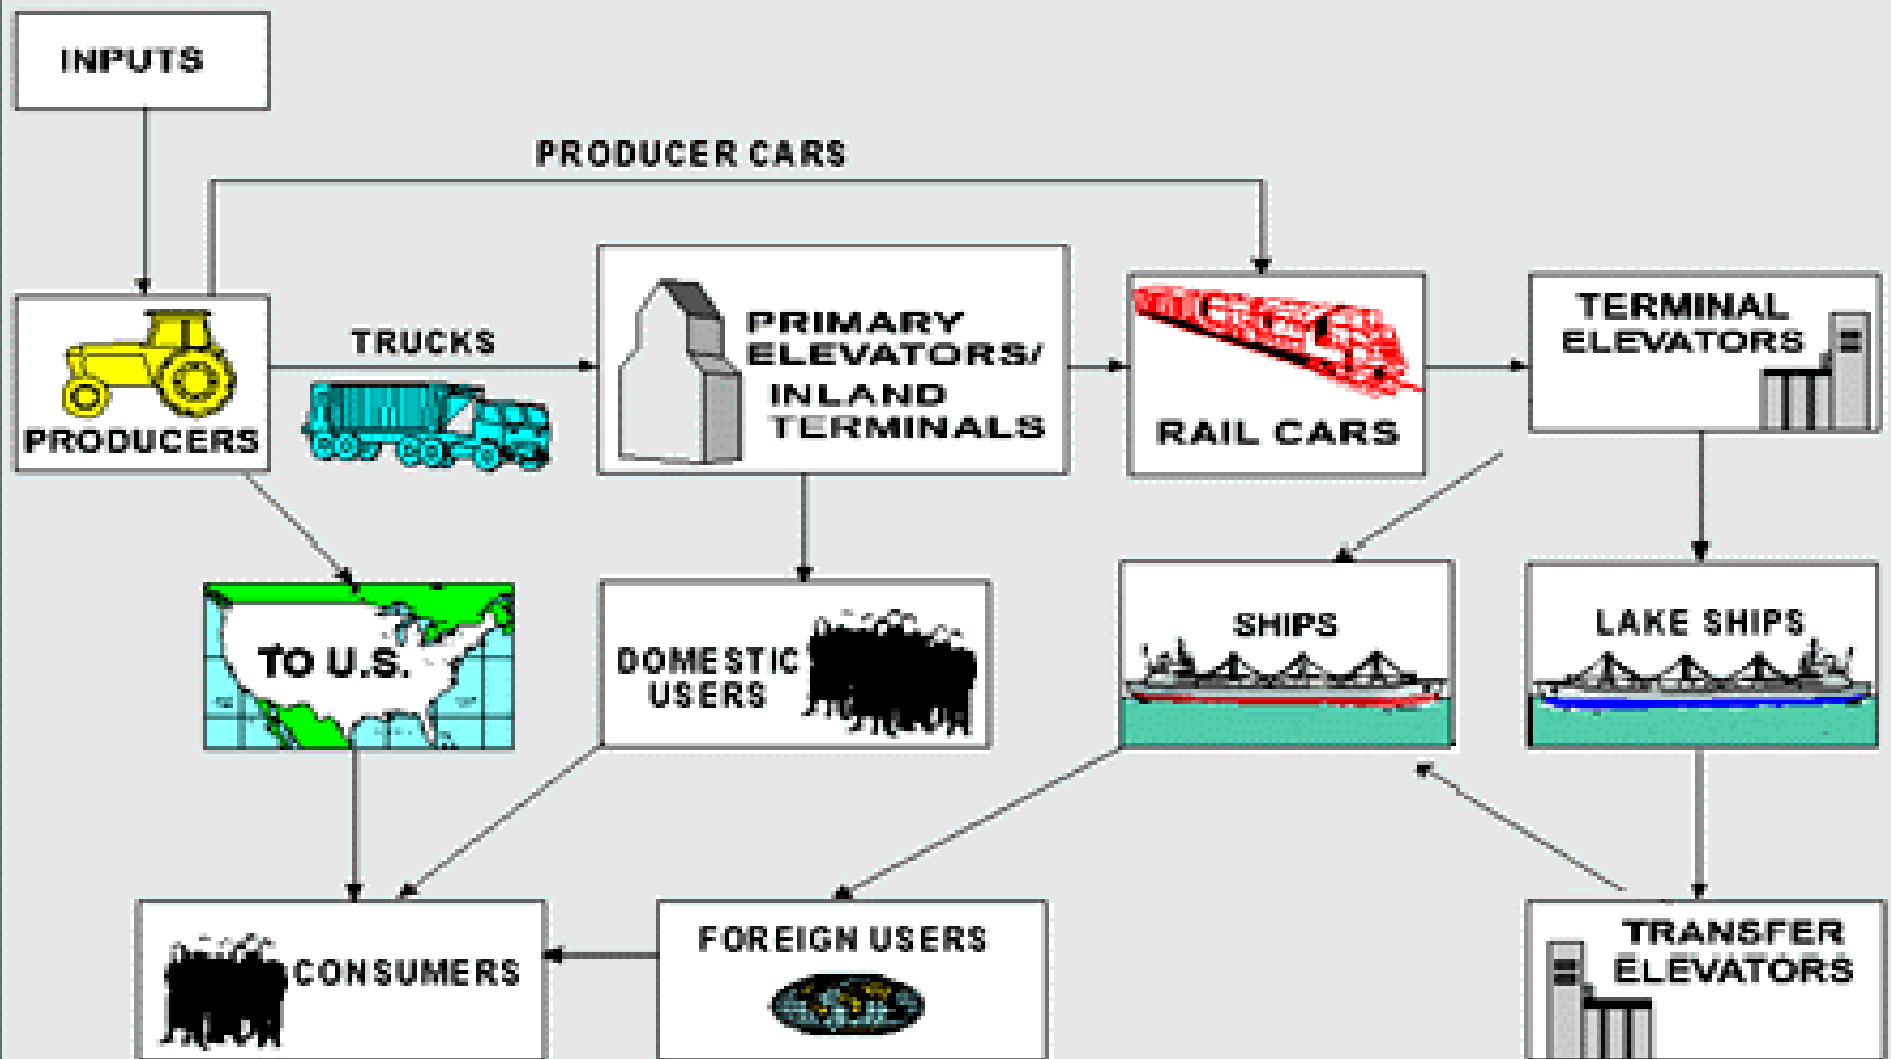 INPUTS
PRODUCER CARS
PRODUCERS
TRUCKS
PRIMARY
ELEVATORS/
INLAND
TERMINALS
RAIL CARS
TERMINAL
ELEVATORS
TO U.S.
DOMESTIC
USERS
SHIPS
LAKE SHIPS
CONSUMERS
FOREIGN USERS
TRANSFER
ELEVATORS